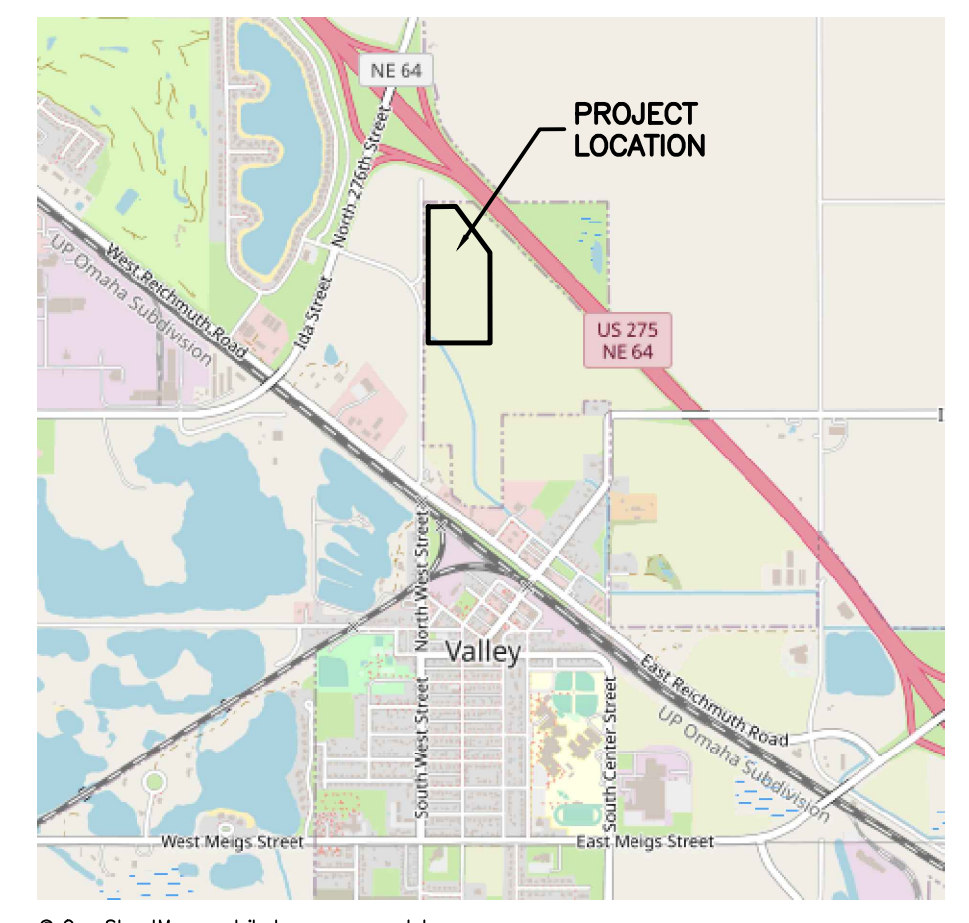 NE 64
PROJECT
LOCATION
North 276th Street
West Reichmuth Road
UP Omaha Subdivision
Ida Street
US 275
NE 64
North West Street
Valley
East Reichmuth Road
UP Omaha Subdivision
South West Street
South Center Street
West Meigs Street
East Meigs Street